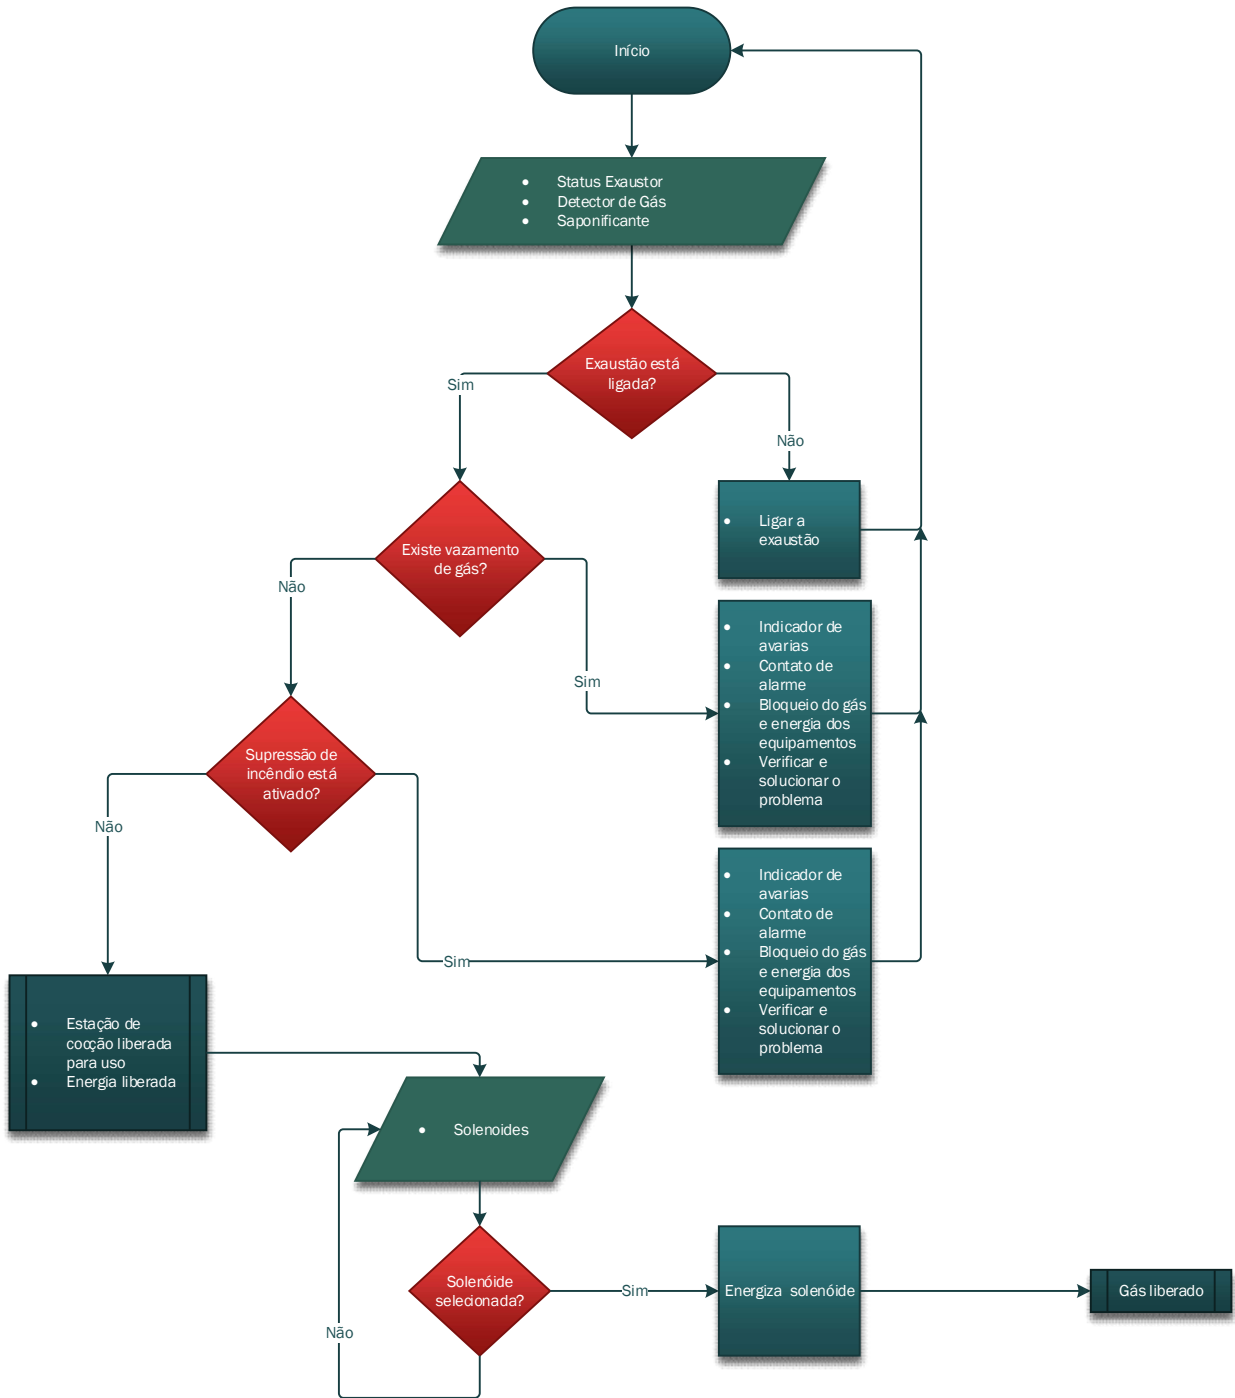 Início
• Status Exaustor
• Detector de Gás
• Saponificante
Exaustão está
ligada?
Sim
Não
• Ligar a
exaustão
Existe vazamento
de gás?
Não
Sim
• Indicador de
avarias
• Contato de
alarme
• Bloqueio do gás
e energia dos
equipamentos
• Verificar e
solucionar o
problema
Supressão de
incêndio está
ativado?
Não
Sim
• Indicador de
avarias
• Contato de
alarme
• Bloqueio do gás
e energia dos
equipamentos
• Verificar e
solucionar o
problema
• Estação de
cocção liberada
para uso
• Energia liberada
• Solenoides
Solenóide
selecionada?
Não
Sim
Energiza solenóide
Gás liberado